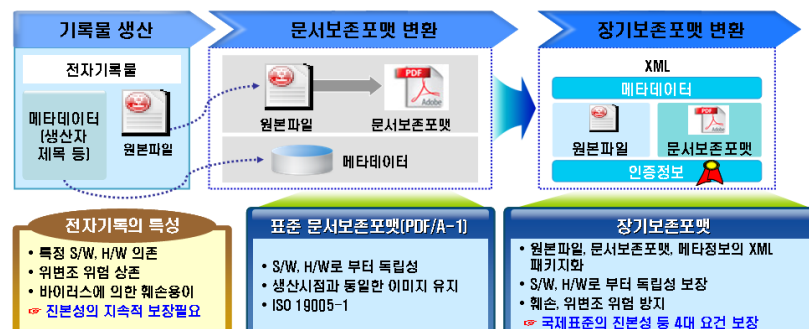 기록물 생산
문서보존포맷 변환
장기보존포맷 변환
전자기록물
메타데이터
(생산자
제목 등)
원본파일
원본파일
PDF
Adobe
문서보존포맷
메타데이터
XML
메타데이터
원본파일
PDF
문서보존포맷
인증정보
전자기록의 특성
• 특정 S/W, H/W 의존
• 위변조 위험 상존
• 바이러스에 의한 훼손용이
☞ 진본성의 지속적 보장필요
표준 문서보존포맷(PDF/A-1)
• S/W, H/W로 부터 독립성
• 생산시점과 동일한 이미지 유지
• ISO 19005-1
장기보존포맷
• 원본파일, 문서보존포맷, 메타정보의 XML
패키지화
• S/W, H/W로 부터 독립성 보장
• 훼손, 위변조 위험 방지
☞ 국제표준의 진본성 등 4대 요건 보장